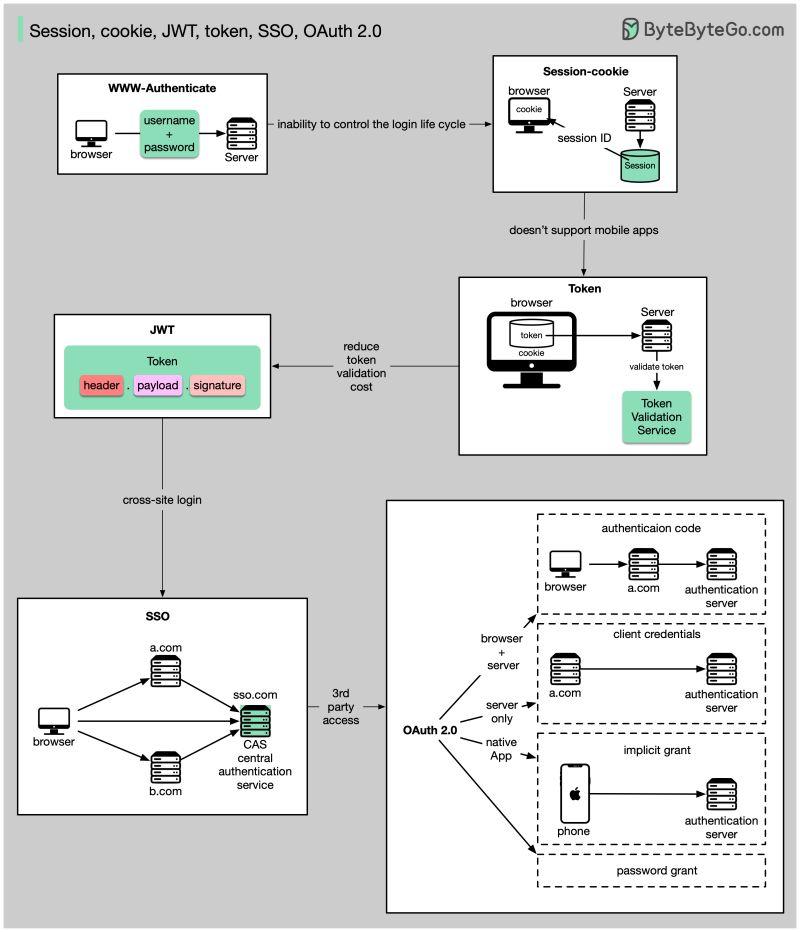 Session, cookie, JWT, token, SSO, OAuth 2.0
ByteByteGo.com
WWW-Authenticate
username
+
password
browser
Server
inability to control the login life cycle
Session-cookie
browser
cookie
Server
session ID
Session
doesn't support mobile apps
Token
browser
token
cookie
Server
validate token
Token
Validation
Service
reduce
token
validation
cost
JWT
Token
header . payload . signature
cross-site login
SSO
a.com
browser
b.com
sso.com
CAS
central
authentication
service
3rd
party
access
OAuth 2.0
browser
+
server
server
only
native
App
authenticaion code
browser
a.com
authentication
server
client credentials
a.com
authentication
server
implicit grant
phone
authentication
server
password grant